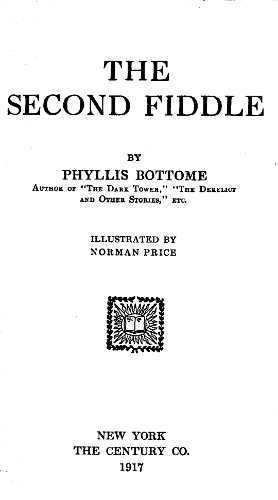 THE
SECOND FIDDLE
BY
PHYLLIS BOTTOME
AUTHOR OF "THE DARK TOWER," "THE DERELICT
AND OTHER STORIES," ETC.
ILLUSTRATED BY
NORMAN PRICE
NEW YORK
THE CENTURY CO.
1917